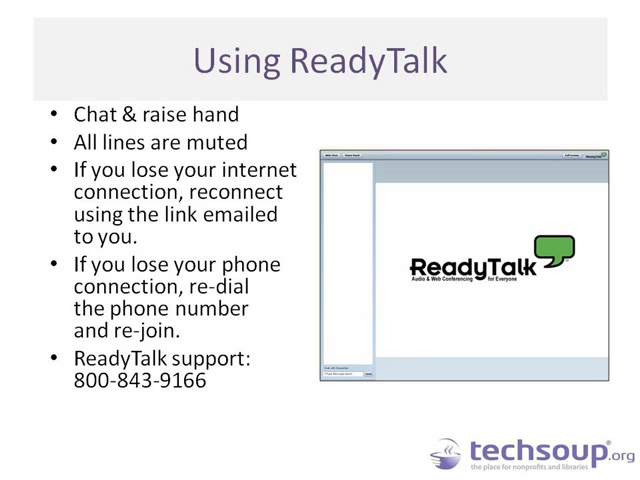 Using ReadyTalk
• Chat & raise hand
• All lines are muted
• If you lose your internet
connection, reconnect
using the link emailed
to you.
• If you lose your phone
connection, re-dial
the phone number
and re-join.
• ReadyTalk support:
800-843-9166
ReadyTalk
Audio & Web Conferencing for Everyone
techsoup.org
the place for nonprofits and libraries